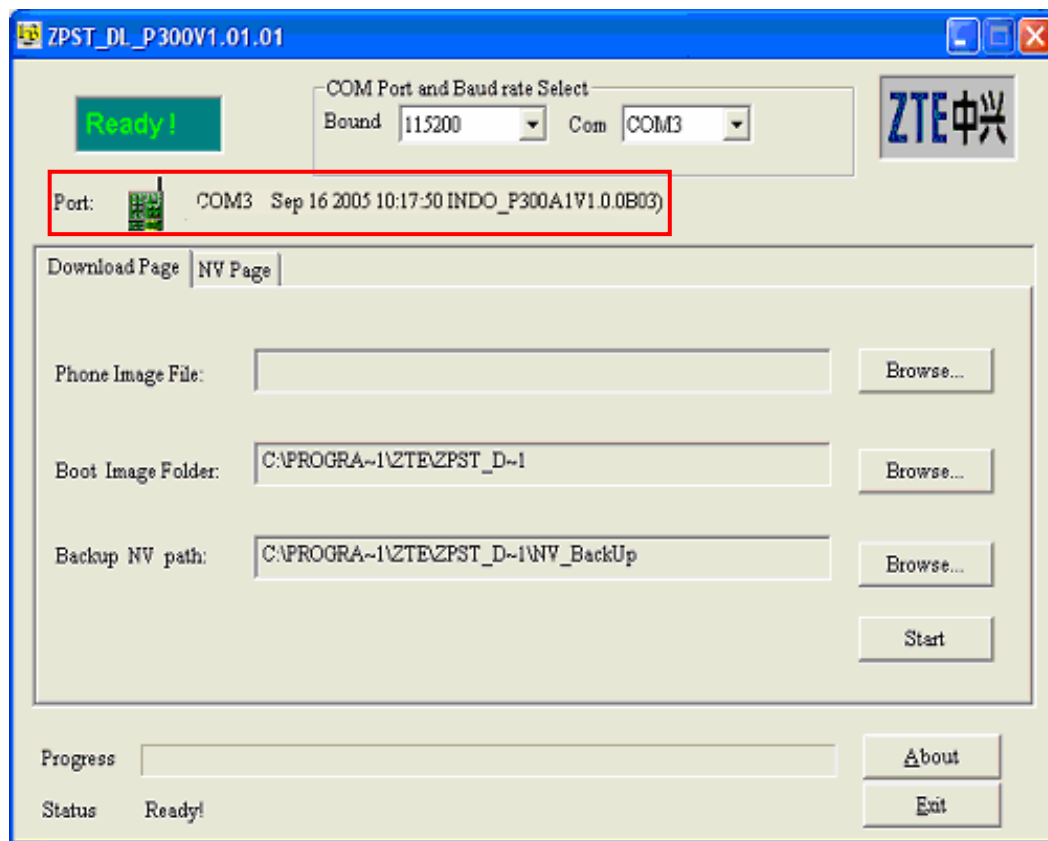 ZPST_DL_P300V1.01.01
Ready!
COM Port and Baud rate Select
Bound 115200 Com COM3
ZTE中兴
Port: COM3 Sep 16 2005 10:17:50 INDO_P300A1V1.0.0B03)
Download Page NV Page
Phone Image File: Browse...
Boot Image Folder: C:\PROGRA~1\ZTE\ZPST_D~1 Browse...
Backup NV path: C:\PROGRA~1\ZTE\ZPST_D~1\NV_BackUp Browse...
Start
Progress About
Status Ready! Exit